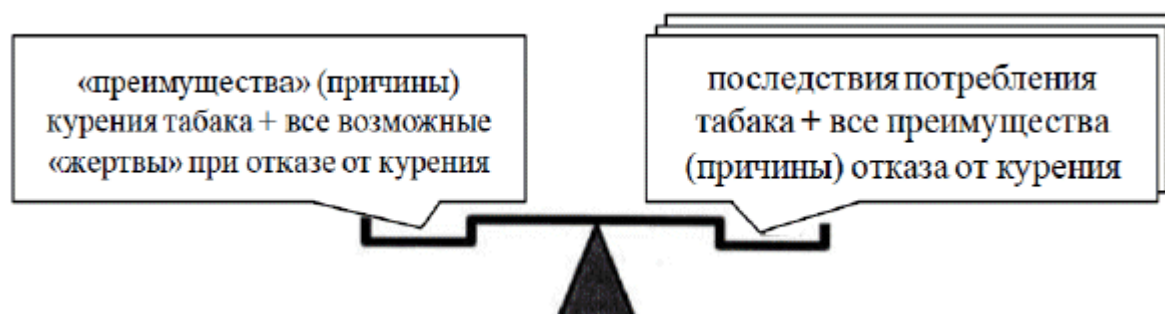 «преимущества» (причины)
курения табака + все возможные
«жертвы» при отказе от курения
последствия потребления
табака + все преимущества
(причины) отказа от курения